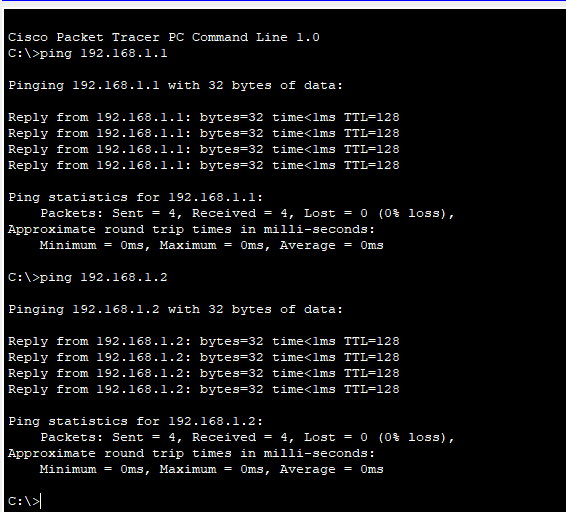 Cisco Packet Tracer PC Command Line 1.0
C:\>ping 192.168.1.1
Pinging 192.168.1.1 with 32 bytes of data:
Reply from 192.168.1.1: bytes=32 time<1ms TTL=128
Reply from 192.168.1.1: bytes=32 time<1ms TTL=128
Reply from 192.168.1.1: bytes=32 time<1ms TTL=128
Reply from 192.168.1.1: bytes=32 time<1ms TTL=128
Ping statistics for 192.168.1.1:
    Packets: Sent = 4, Received = 4, Lost = 0 (0% loss),
Approximate round trip times in milli-seconds:
    Minimum = 0ms, Maximum = 0ms, Average = 0ms
C:\>ping 192.168.1.2
Pinging 192.168.1.2 with 32 bytes of data:
Reply from 192.168.1.2: bytes=32 time<1ms TTL=128
Reply from 192.168.1.2: bytes=32 time<1ms TTL=128
Reply from 192.168.1.2: bytes=32 time<1ms TTL=128
Reply from 192.168.1.2: bytes=32 time<1ms TTL=128
Ping statistics for 192.168.1.2:
    Packets: Sent = 4, Received = 4, Lost = 0 (0% loss),
Approximate round trip times in milli-seconds:
    Minimum = 0ms, Maximum = 0ms, Average = 0ms
C:\>